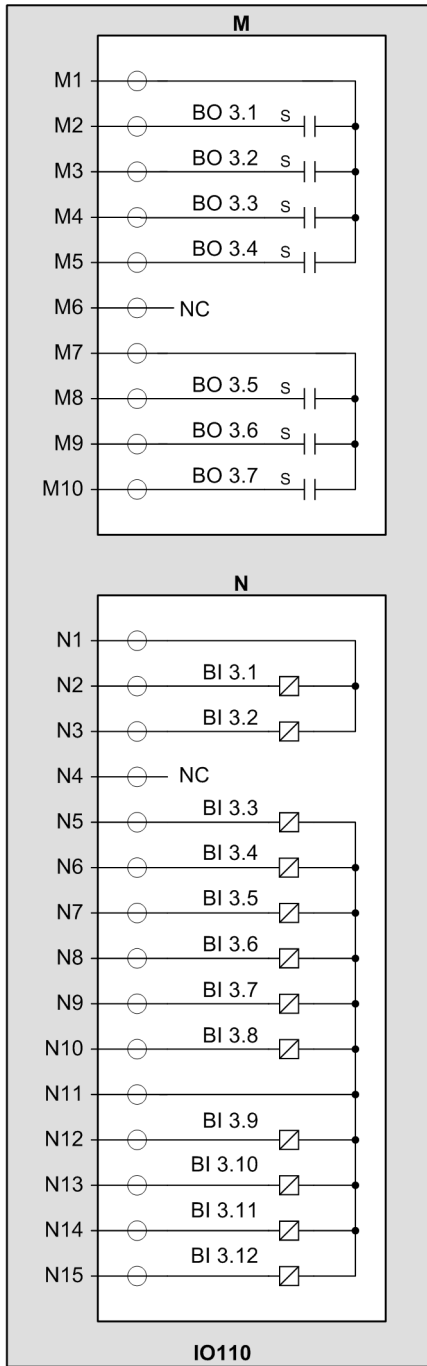 M
M1
M2 BO 3.1 S
M3 BO 3.2 S
M4 BO 3.3 S
M5 BO 3.4 S
M6 NC
M7
M8 BO 3.5 S
M9 BO 3.6 S
M10 BO 3.7 S
N
N1
N2 BI 3.1
N3 BI 3.2
N4 NC
N5 BI 3.3
N6 BI 3.4
N7 BI 3.5
N8 BI 3.6
N9 BI 3.7
N10 BI 3.8
N11
N12 BI 3.9
N13 BI 3.10
N14 BI 3.11
N15 BI 3.12
IO110